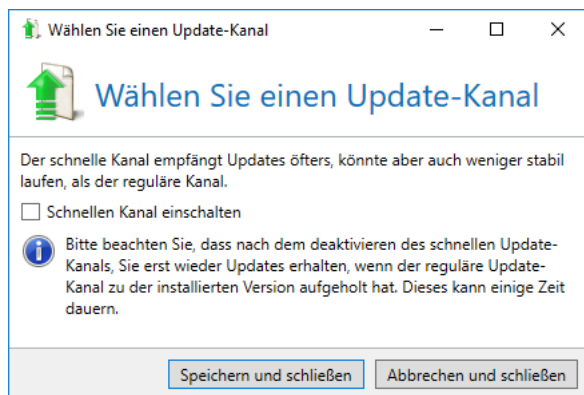 Wählen Sie einen Update-Kanal
Wählen Sie einen Update-Kanal
Der schnelle Kanal empfängt Updates öfters, könnte aber auch weniger stabil
laufen, als der reguläre Kanal.
Schnellen Kanal einschalten
Bitte beachten Sie, dass nach dem deaktivieren des schnellen Update-
Kanals, Sie erst wieder Updates erhalten, wenn der reguläre Update-
Kanal zu der installierten Version aufgeholt hat. Dieses kann einige Zeit
dauern.
Speichern und schließen
Abbrechen und schließen